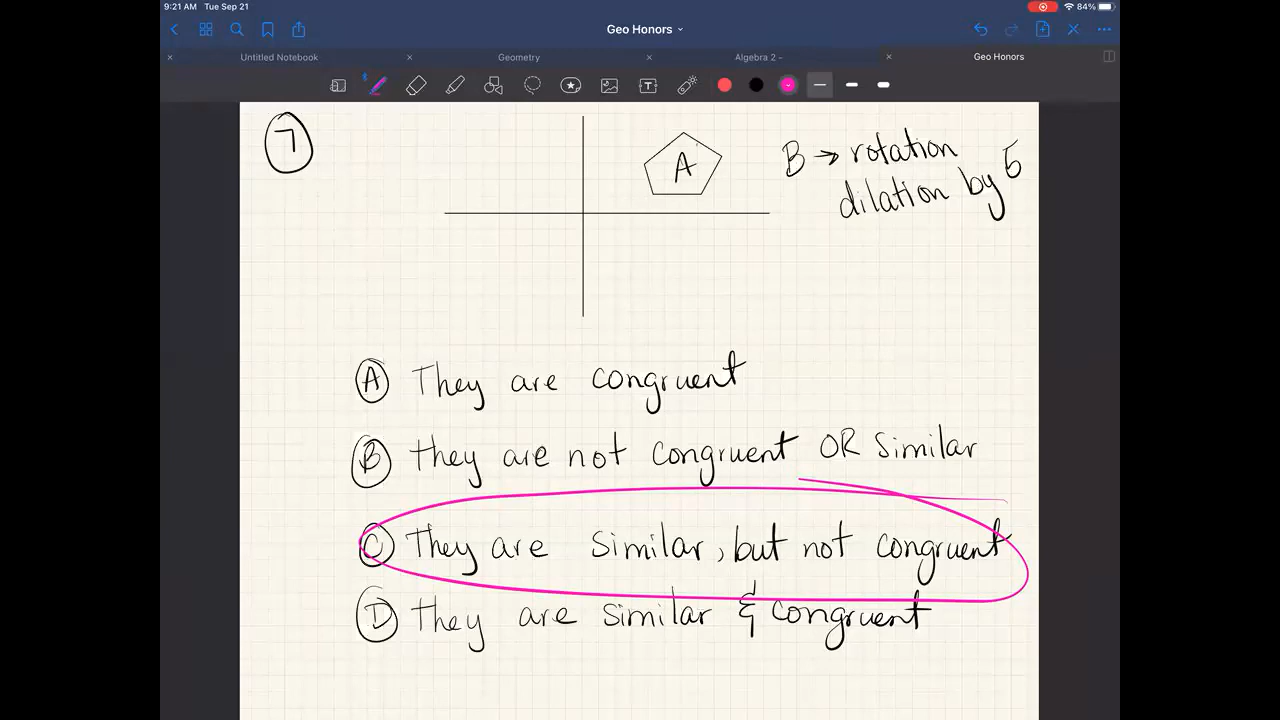 9:21 AM Tue Sep 21
84%
Geo Honors
Untitled Notebook
Geometry
Algebra 2 -
Geo Honors
7
A
B → rotation
dilation by 5
A They are congruent
B They are not congruent OR similar
C They are similar, but not congruent
D They are similar & congruent